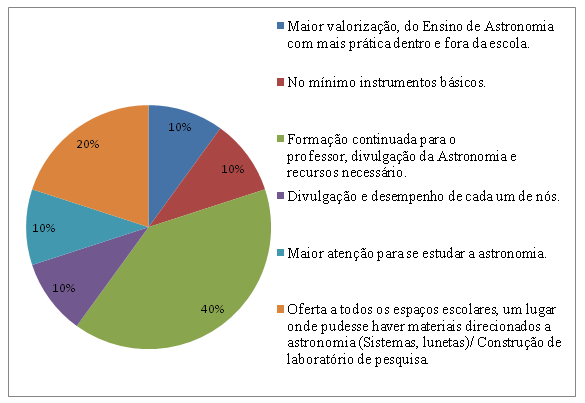 Maior valorização, do Ensino de Astronomia
com mais prática dentro e fora da escola.
No mínimo instrumentos básicos.
Formação continuada para o
professor, divulgação da Astronomia e
recursos necessário.
Divulgação e desempenho de cada um de nós.
Maior atenção para se estudar a astronomia.
Oferta a todos os espaços escolares, um lugar
onde pudesse haver materiais direcionados a
astronomia (Sistemas, lunetas)/ Construção de
laboratório de pesquisa.
10%
10%
40%
10%
10%
20%